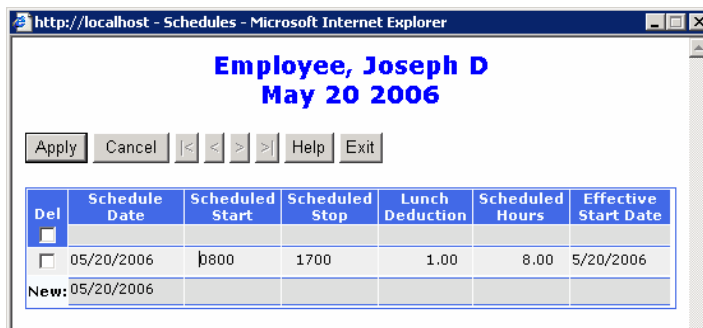 http://localhost - Schedules - Microsoft Internet Explorer
Employee, Joseph D
May 20 2006
Apply Cancel |< < > >| Help Exit
Del Schedule Date Scheduled Start Scheduled Stop Lunch Deduction Scheduled Hours Effective Start Date
05/20/2006 0800 1700 1.00 8.00 5/20/2006
New: 05/20/2006